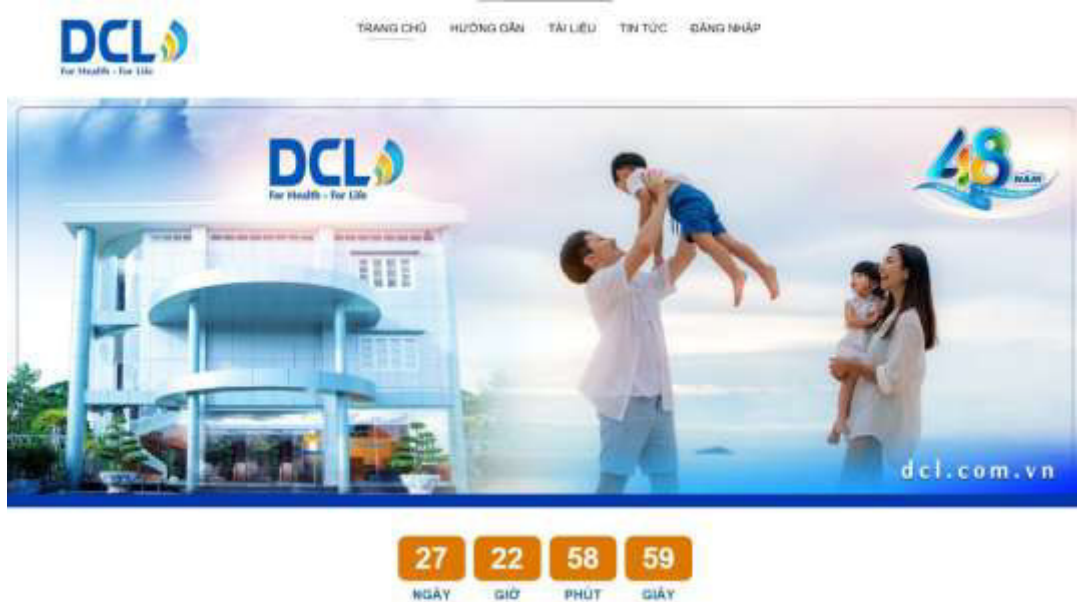 DCL
For Health - For Life
TRANG CHỦ HƯỚNG DẪN TÀI LIỆU TIN TỨC ĐĂNG NHẬP
DCL
For Health - For Life
48
NĂM
dcl.com.vn
27 22 58 59
NGÀY GIỜ PHÚT GIÂY